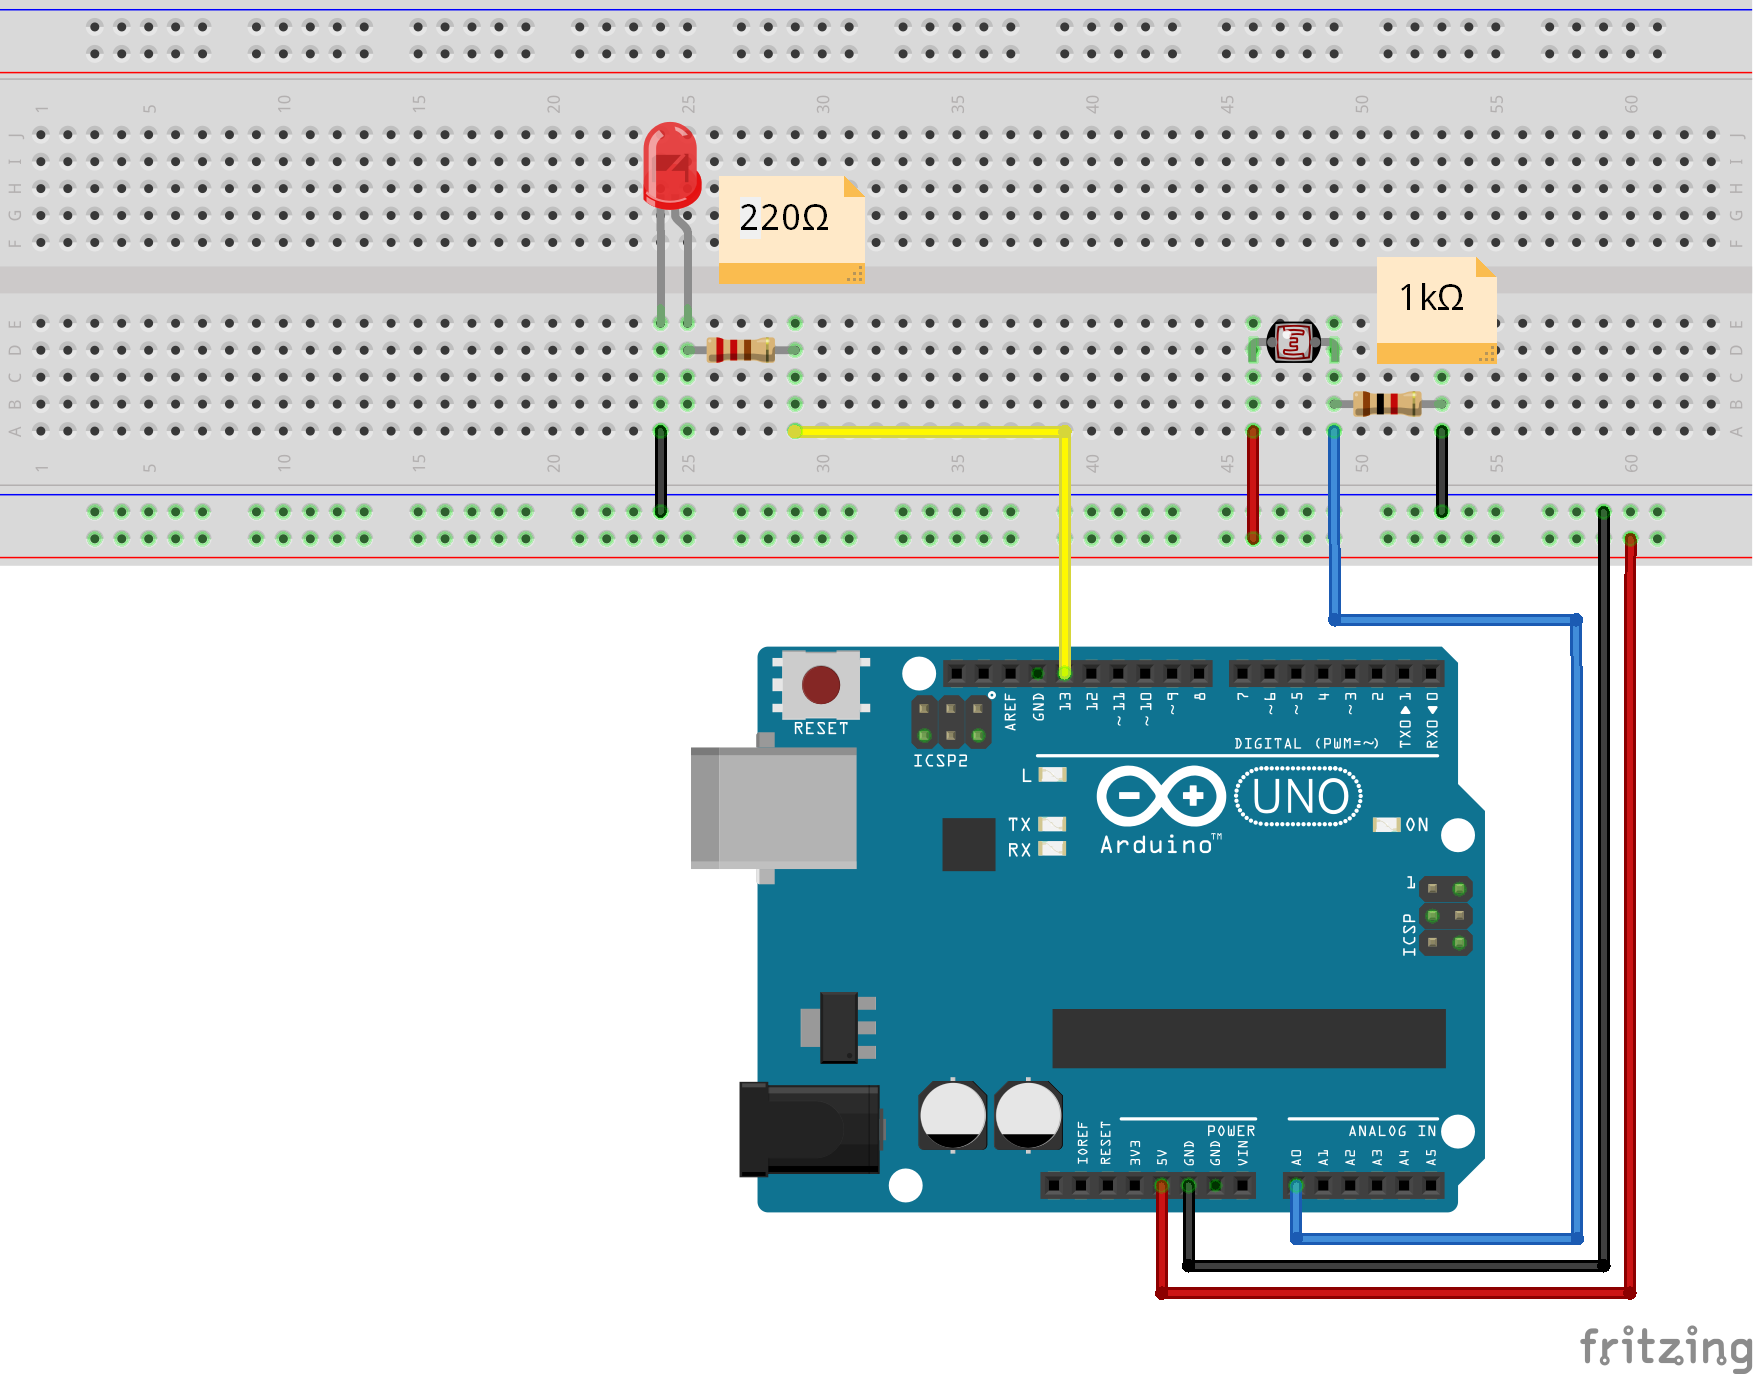 1 5 10 15 20 25 30 35 40 45 50 55 60
J J
I I
H H
G G
F F
220Ω
1kΩ
E E
D D
C C
B B
A A
1 5 10 15 20 25 30 35 40 45 50 55 60
AREF GND 13 12 ~11 ~10 ~9 8 7 ~6 ~5 4 ~3 2 TX0 1 RX0 0
RESET
DIGITAL (PWM=~)
ICSP2
L
TX
RX
UNO
Arduino™
ON
1
ICSP
POWER
ANALOG IN
IOREF RESET 3V3 5V GND GND VIN A0 A1 A2 A3 A4 A5
fritzing